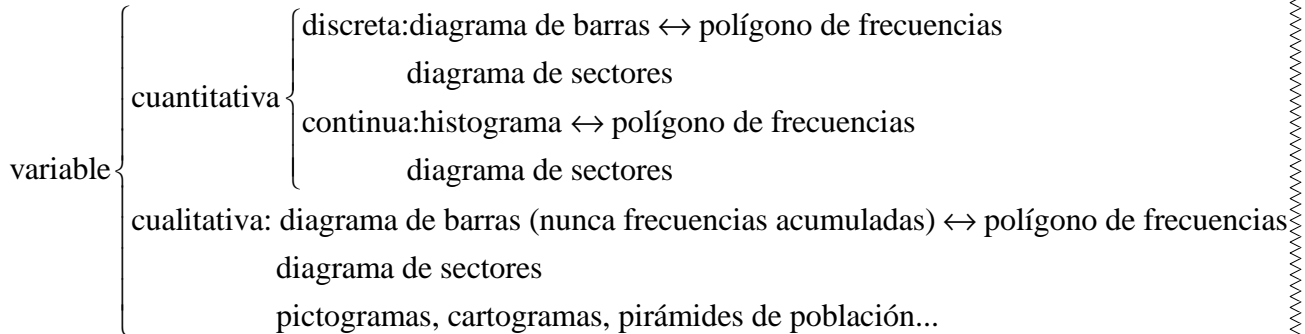 discreta:diagrama de barras ↔ polígono de frecuencias
diagrama de sectores
cuantitativa
continua:histograma ↔ polígono de frecuencias
diagrama de sectores
variable
cualitativa: diagrama de barras (nunca frecuencias acumuladas) ↔ polígono de frecuencias
diagrama de sectores
pictogramas, cartogramas, pirámides de población...